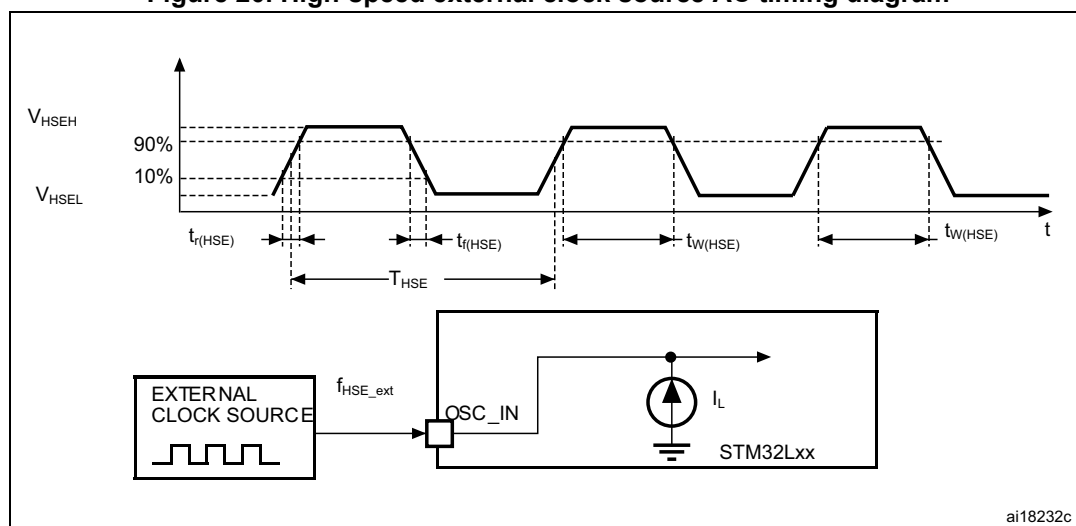 Figure 20. High-speed external clock source AC timing diagram
VHSEH
90%
10%
VHSEL
tr(HSE)
tf(HSE)
tW(HSE)
tW(HSE)
t
THSE
EXTERNAL
CLOCK SOURCE
fHSE_ext
OSC_IN
IL
STM32Lxx
ai18232c